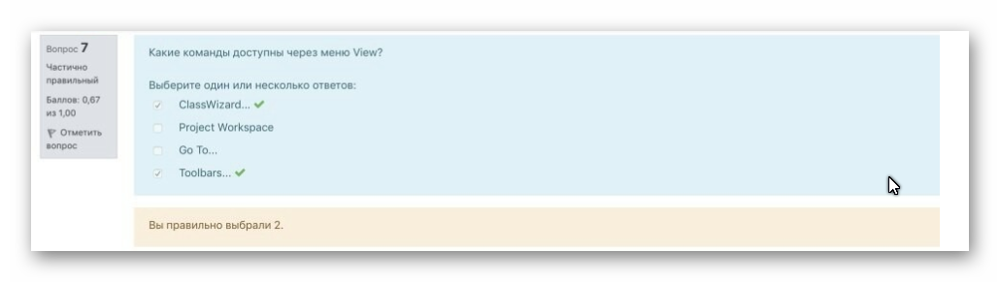 Вопрос 7
Частично
правильный
Баллов: 0,67
из 1,00
Отметить
вопрос
Какие команды доступны через меню View?
Выберите один или несколько ответов:
ClassWizard...
Project Workspace
Go To...
Toolbars...
Вы правильно выбрали 2.